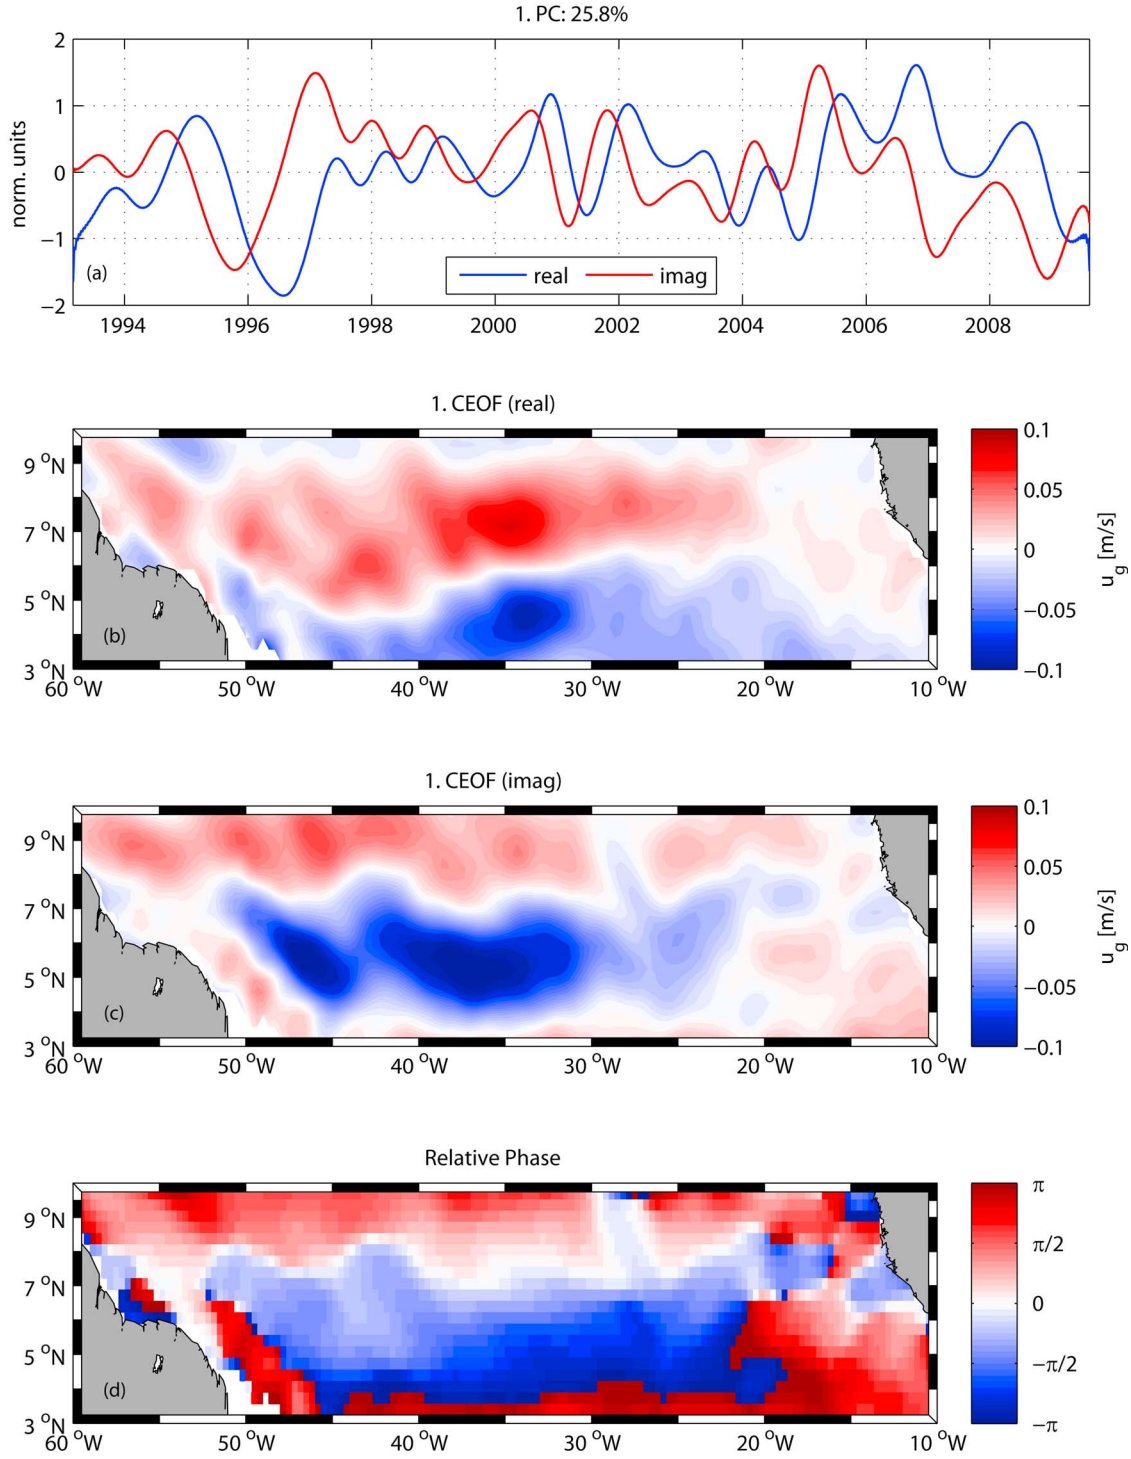 1. PC: 25.8%
norm. units
2
1
0
−1
−2
(a)
real imag
1994 1996 1998 2000 2002 2004 2006 2008
1. CEOF (real)
9 °N
7 °N
5 °N
3 °N
(b)
60 °W 50 °W 40 °W 30 °W 20 °W 10 °W
0.1
0.05
0
−0.05
−0.1
u_g [m/s]
1. CEOF (imag)
9 °N
7 °N
5 °N
3 °N
(c)
60 °W 50 °W 40 °W 30 °W 20 °W 10 °W
0.1
0.05
0
−0.05
−0.1
u_g [m/s]
Relative Phase
9 °N
7 °N
5 °N
3 °N
(d)
60 °W 50 °W 40 °W 30 °W 20 °W 10 °W
π
π/2
0
−π/2
−π